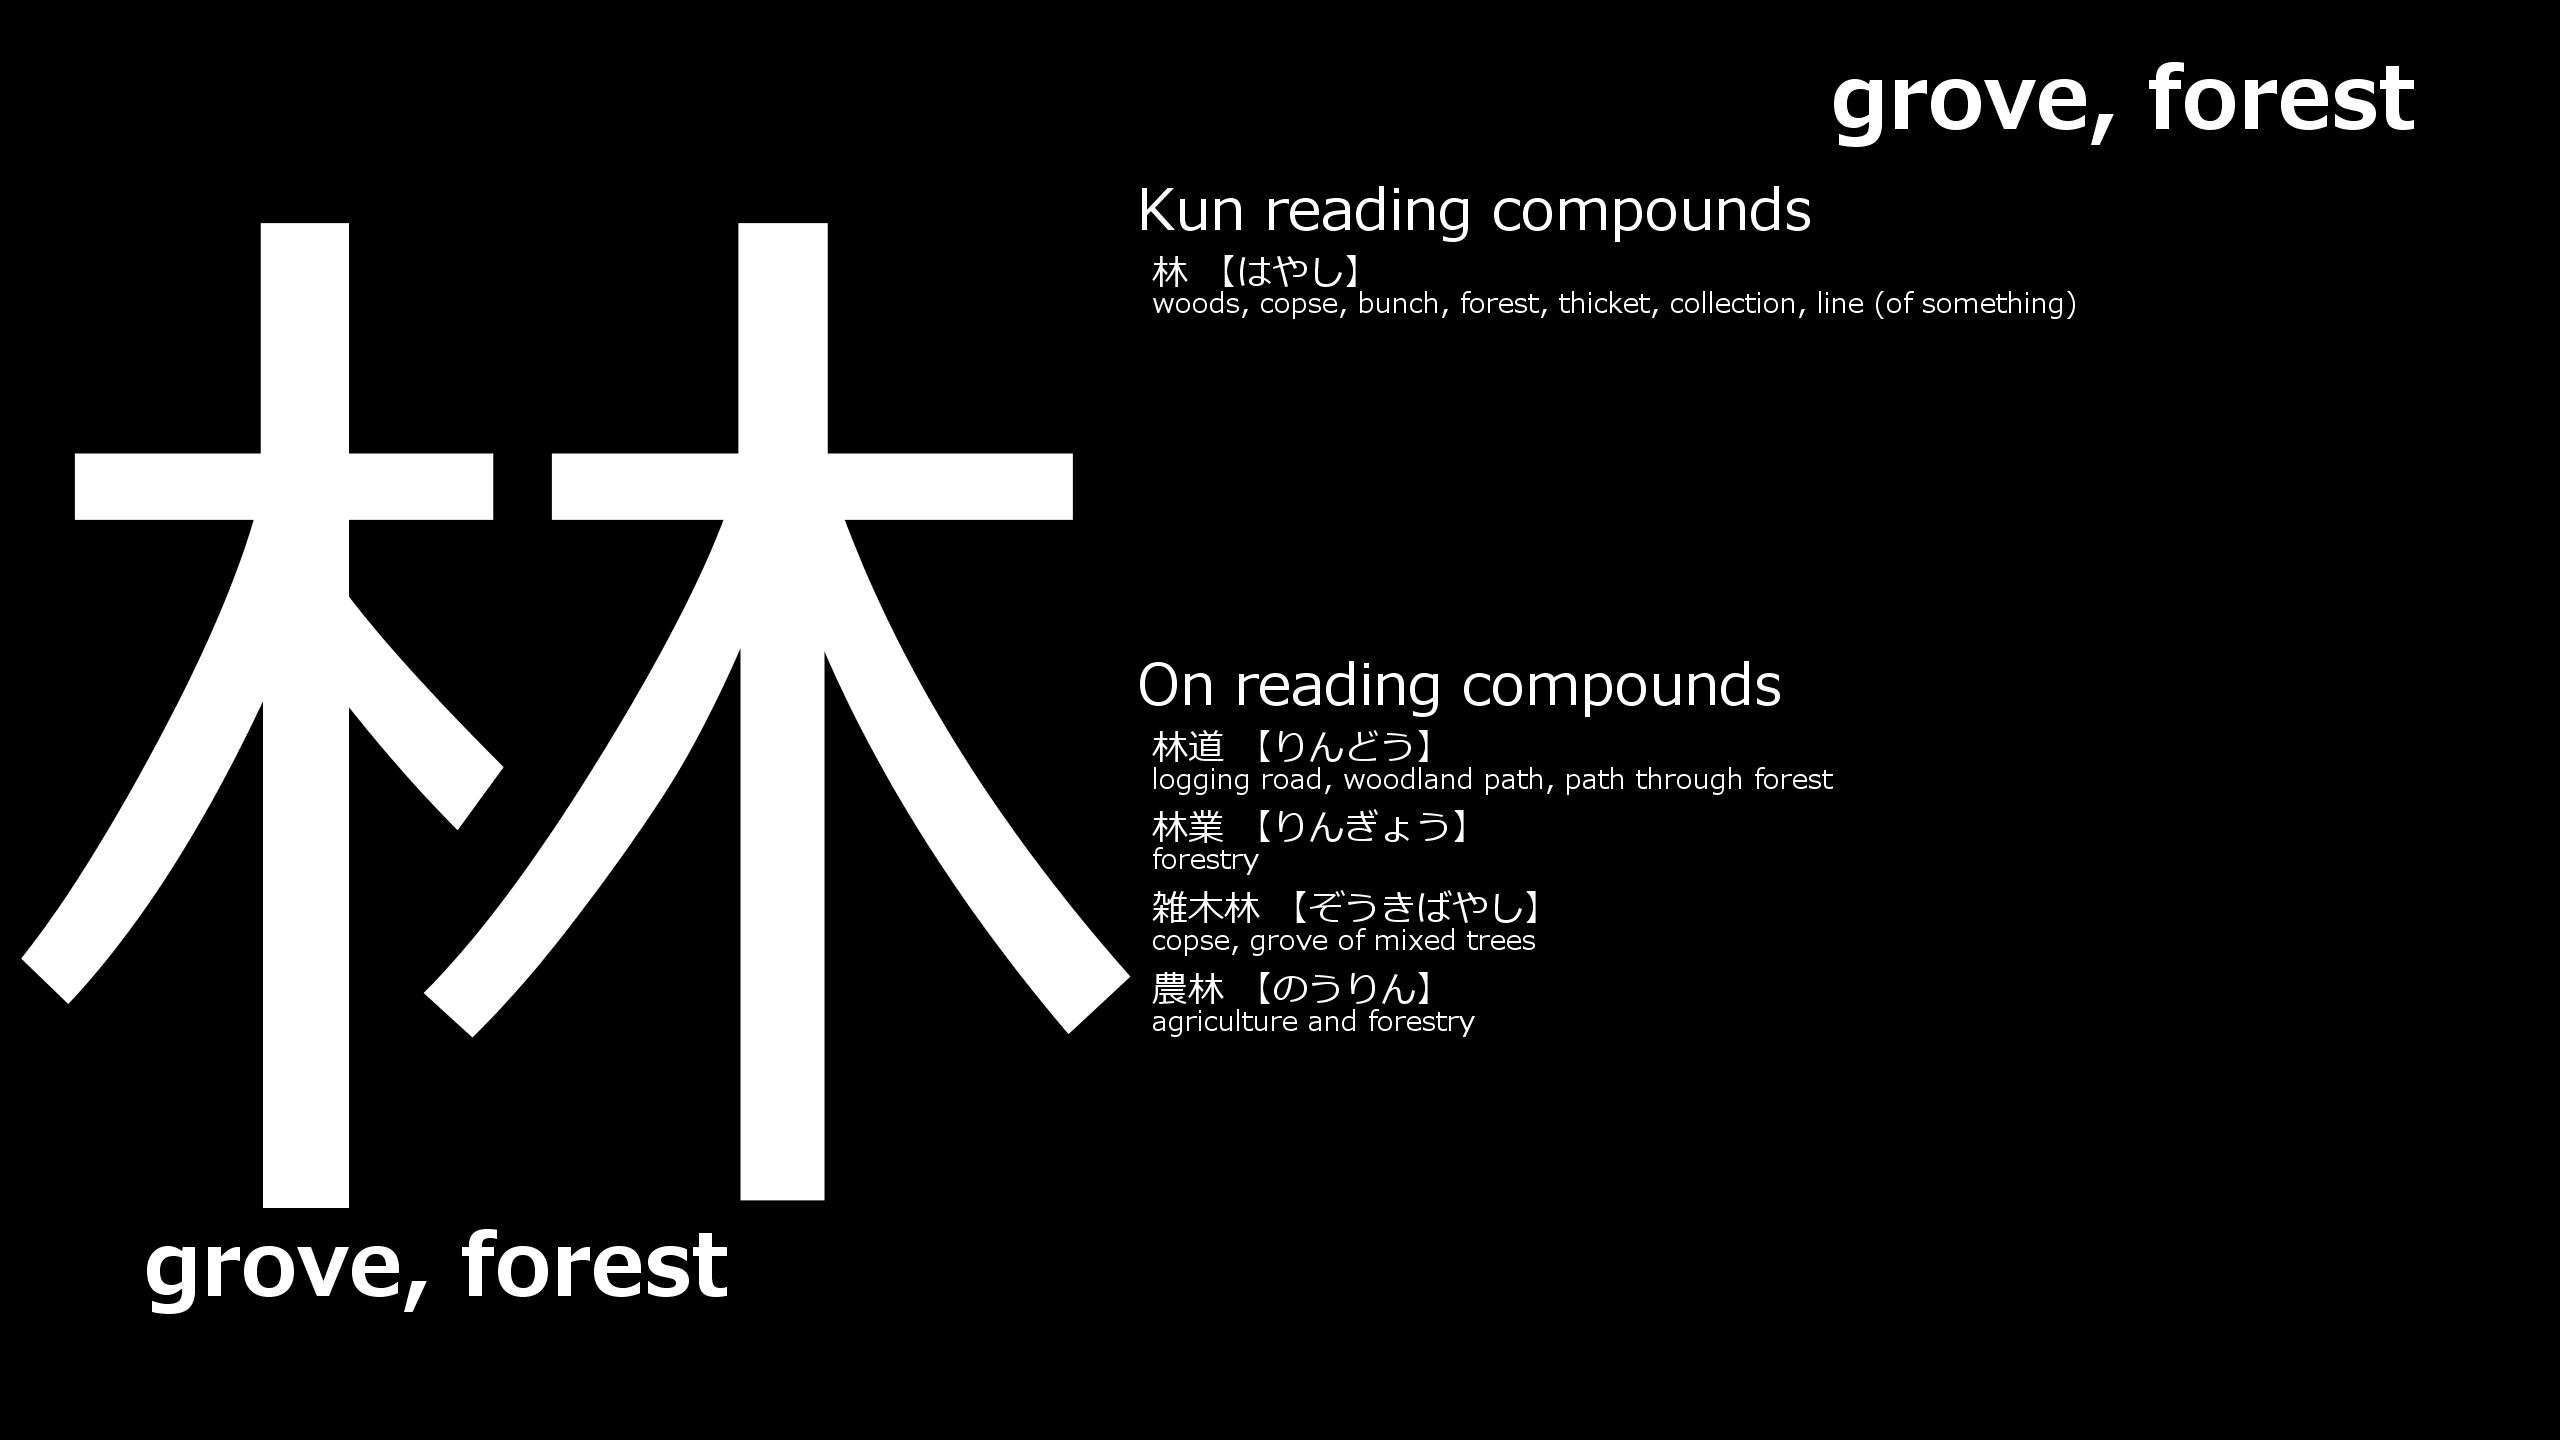 grove, forest
林
grove, forest
Kun reading compounds
林 【はやし】
woods, copse, bunch, forest, thicket, collection, line (of something)
On reading compounds
林道 【りんどう】
logging road, woodland path, path through forest
林業 【りんぎょう】
forestry
雑木林 【ぞうきばやし】
copse, grove of mixed trees
農林 【のうりん】
agriculture and forestry